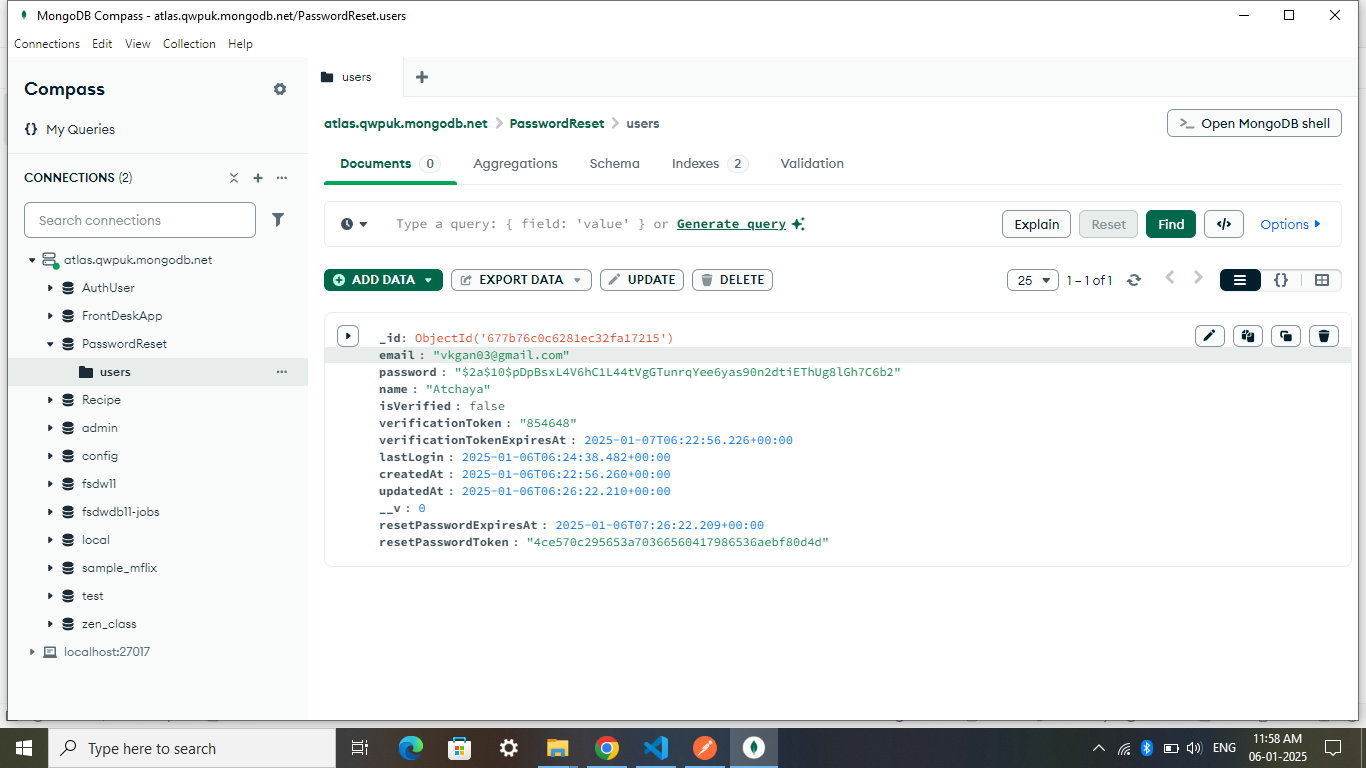 MongoDB Compass - atlas.qwpuk.mongodb.net/PasswordReset.users
Connections Edit View Collection Help
Compass
users
My Queries
atlas.qwpuk.mongodb.net PasswordReset users
>_ Open MongoDB shell
Documents 0 Aggregations Schema Indexes 2 Validation
CONNECTIONS (2)
Search connections
Type a query: { field: 'value' } or Generate query
Explain Reset Find </> Options
ADD DATA EXPORT DATA UPDATE DELETE
25 1 – 1 of 1 {}
atlas.qwpuk.mongodb.net
AuthUser
FrontDeskApp
PasswordReset
users
Recipe
admin
config
fsdw11
fsdwdb11-jobs
local
sample_mflix
test
zen_class
localhost:27017
_id: ObjectId('677b76c0c6281ec32fa17215')
email : "vkgan03@gmail.com"
password : "$2a$10$pDpBsxL4V6hC1L44tVgGTunrqYee6yas90n2dtiEThUg8lGh7C6b2"
name : "Atchaya"
isVerified : false
verificationToken : "854648"
verificationTokenExpiresAt : 2025-01-07T06:22:56.226+00:00
lastLogin : 2025-01-06T06:24:38.482+00:00
createdAt : 2025-01-06T06:22:56.260+00:00
updatedAt : 2025-01-06T06:26:22.210+00:00
__v : 0
resetPasswordExpiresAt : 2025-01-06T07:26:22.209+00:00
resetPasswordToken : "4ce570c295653a70366560417986536aebf80d4d"
Type here to search
ENG
11:58 AM
06-01-2025